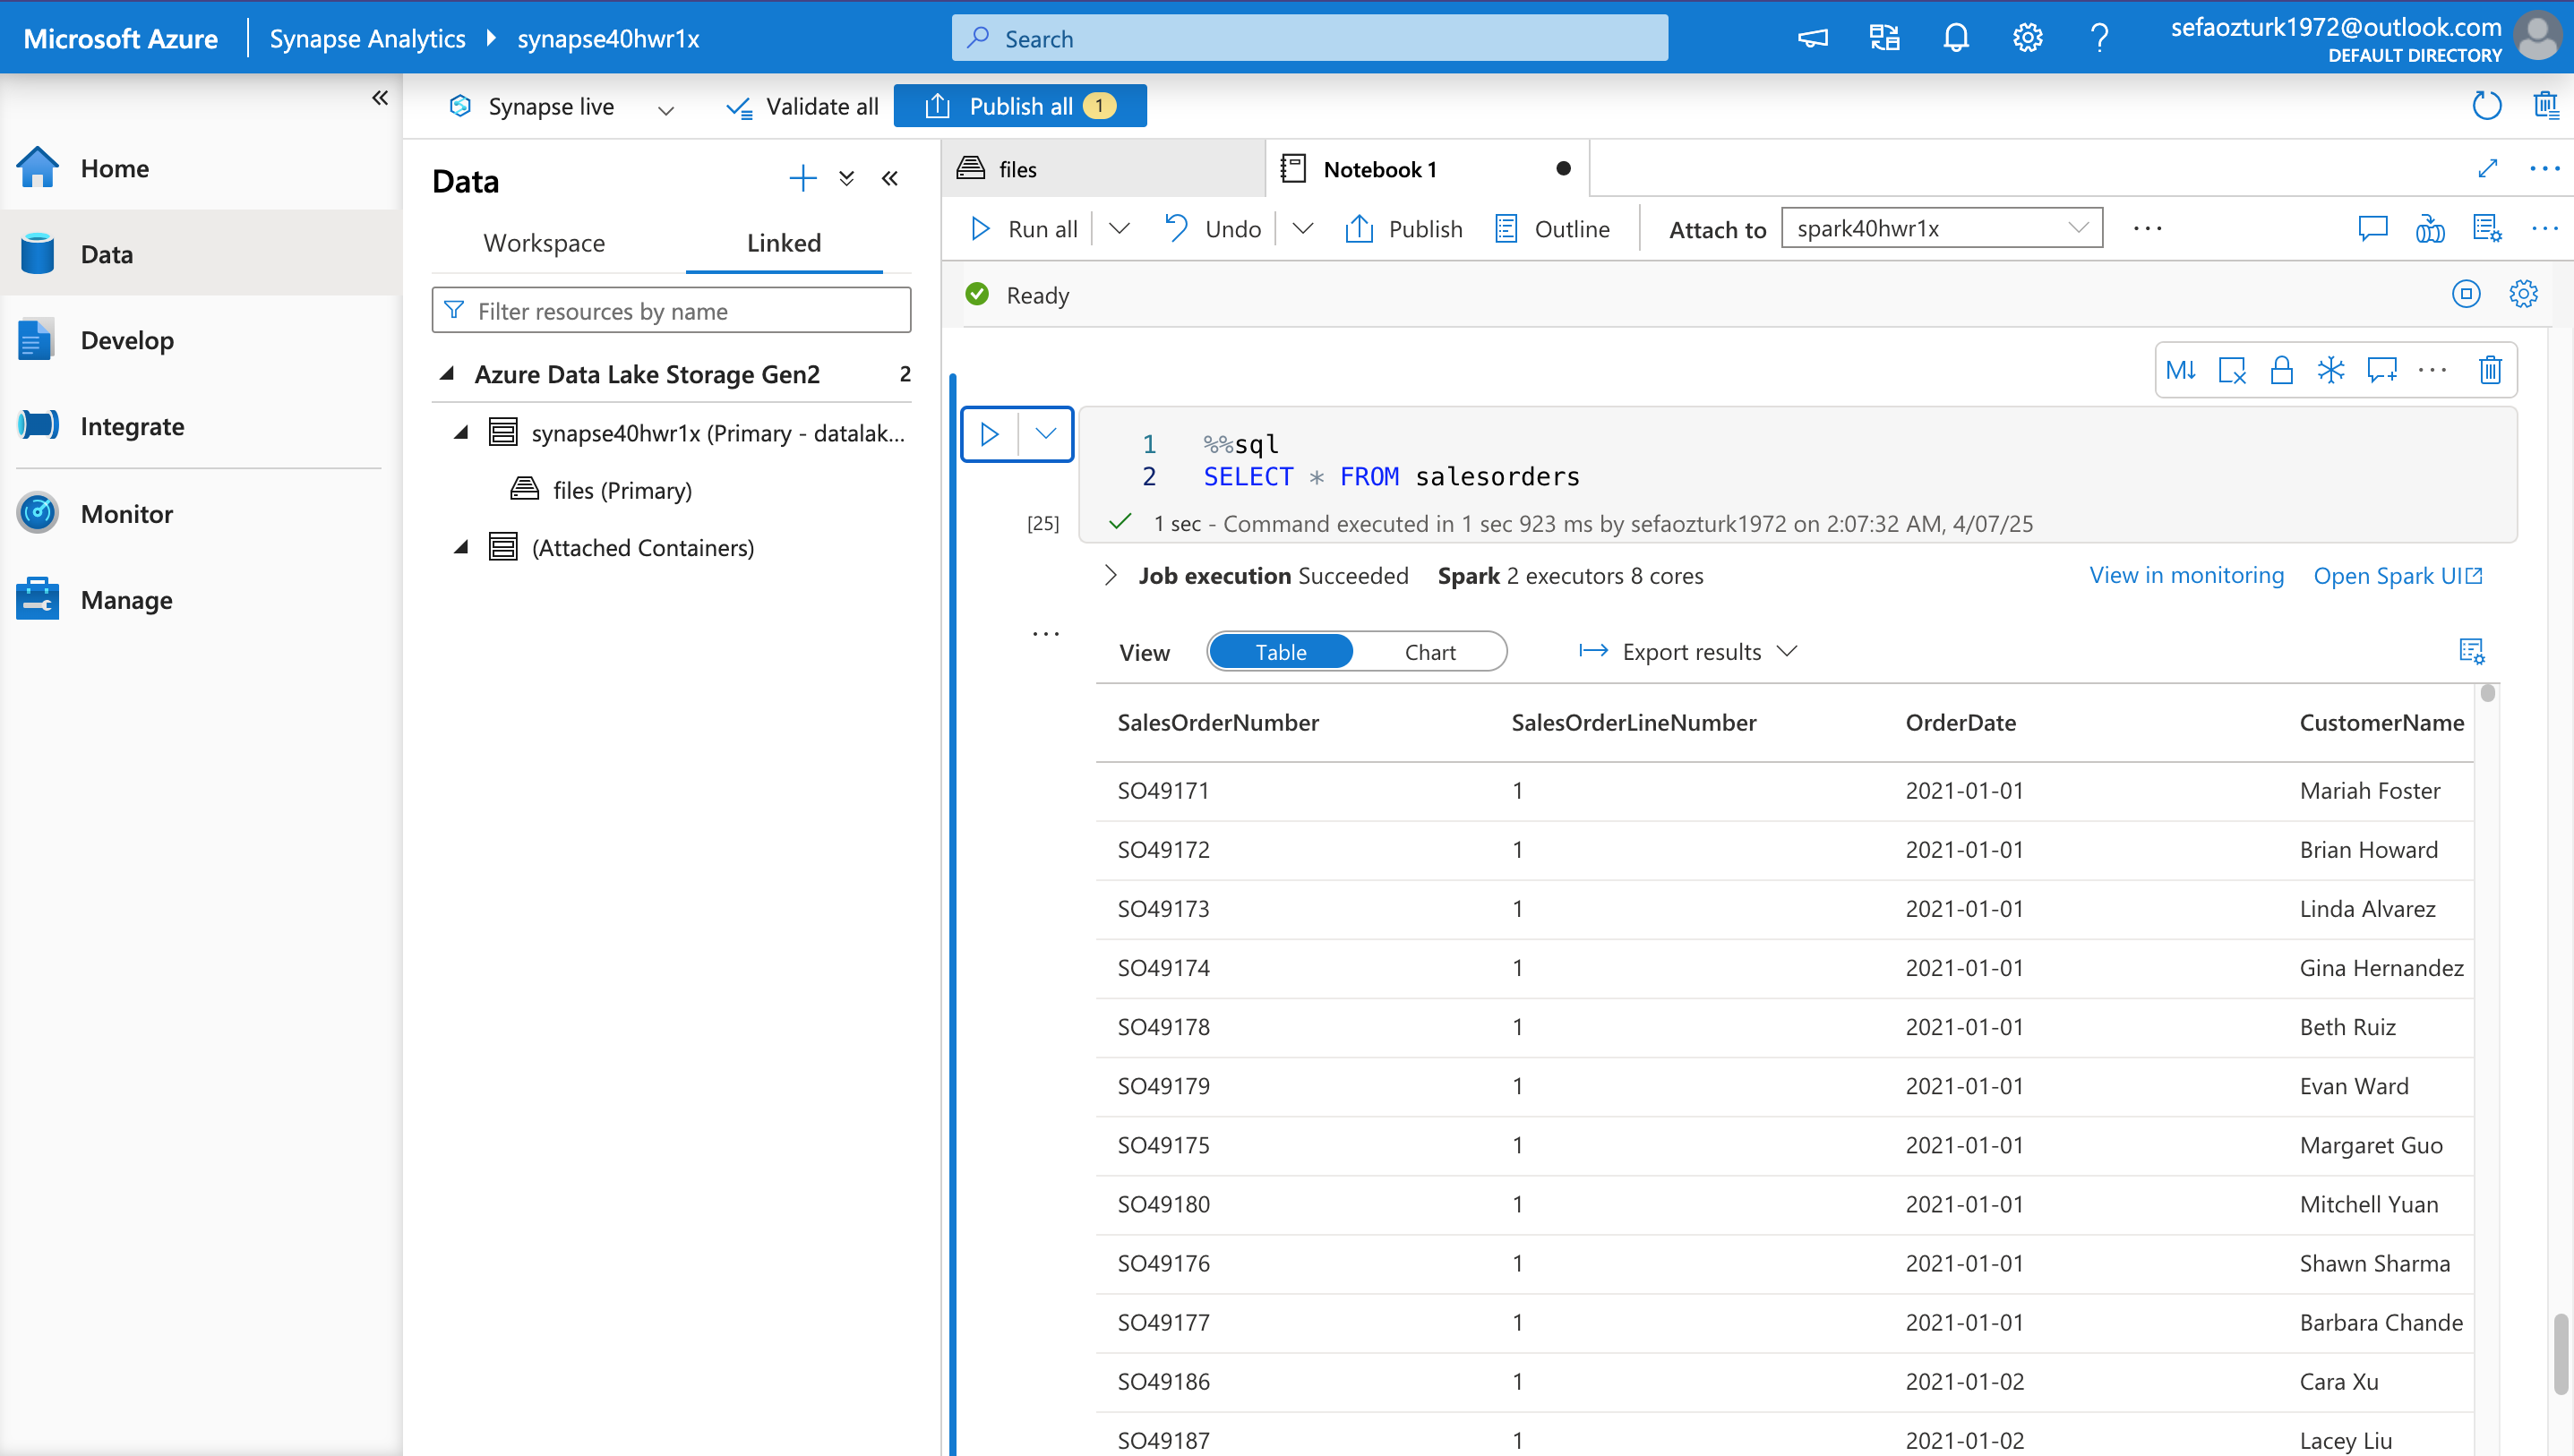 Microsoft Azure
Synapse Analytics
synapse40hwr1x
Search
sefaozturk1972@outlook.com
DEFAULT DIRECTORY
Synapse live
Validate all
Publish all 1
Home
Data
Develop
Integrate
Monitor
Manage
Data
Workspace
Linked
Filter resources by name
Azure Data Lake Storage Gen2 2
synapse40hwr1x (Primary - datalak...
files (Primary)
(Attached Containers)
files
Notebook 1
Run all
Undo
Publish
Outline
Attach to
spark40hwr1x
Ready
M↓
1 %%sql
2 SELECT * FROM salesorders
[25]
1 sec - Command executed in 1 sec 923 ms by sefaozturk1972 on 2:07:32 AM, 4/07/25
Job execution Succeeded Spark 2 executors 8 cores
View in monitoring
Open Spark UI
View
Table
Chart
Export results
SalesOrderNumber SalesOrderLineNumber OrderDate CustomerName
SO49171 1 2021-01-01 Mariah Foster
SO49172 1 2021-01-01 Brian Howard
SO49173 1 2021-01-01 Linda Alvarez
SO49174 1 2021-01-01 Gina Hernandez
SO49178 1 2021-01-01 Beth Ruiz
SO49179 1 2021-01-01 Evan Ward
SO49175 1 2021-01-01 Margaret Guo
SO49180 1 2021-01-01 Mitchell Yuan
SO49176 1 2021-01-01 Shawn Sharma
SO49177 1 2021-01-01 Barbara Chande
SO49186 1 2021-01-02 Cara Xu
SO49187 1 2021-01-02 Lacey Liu